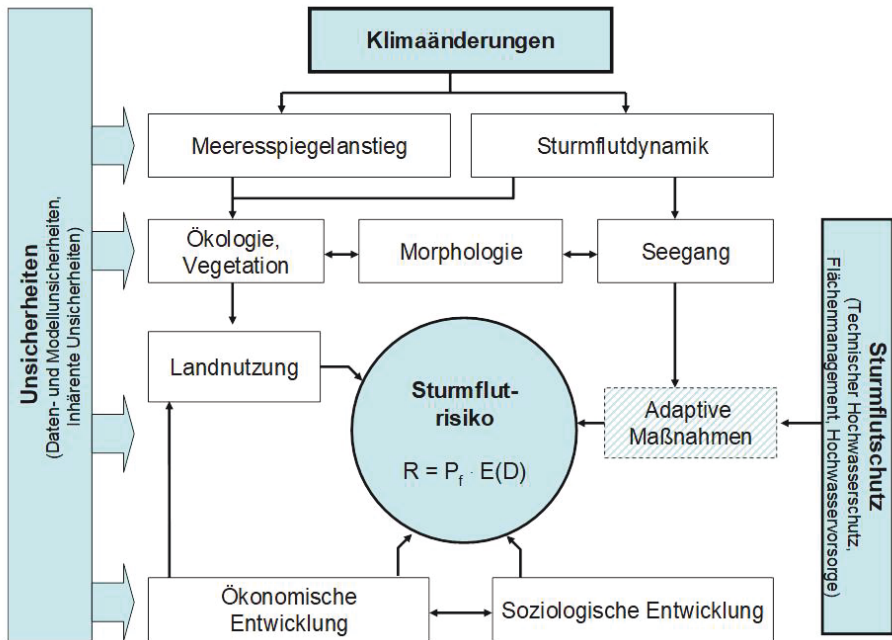 Klimaänderungen
Meeresspiegelanstieg
Sturmflutdynamik
Ökologie,
Vegetation
Morphologie
Seegang
Landnutzung
Sturmflut-
risiko
R = P_f · E(D)
Adaptive
Maßnahmen
Ökonomische
Entwicklung
Soziologische Entwicklung
Unsicherheiten
(Daten- und Modellunsicherheiten,
Inhärente Unsicherheiten)
Sturmflutschutz
(Technischer Hochwasserschutz,
Flächenmanagement, Hochwasservorsorge)